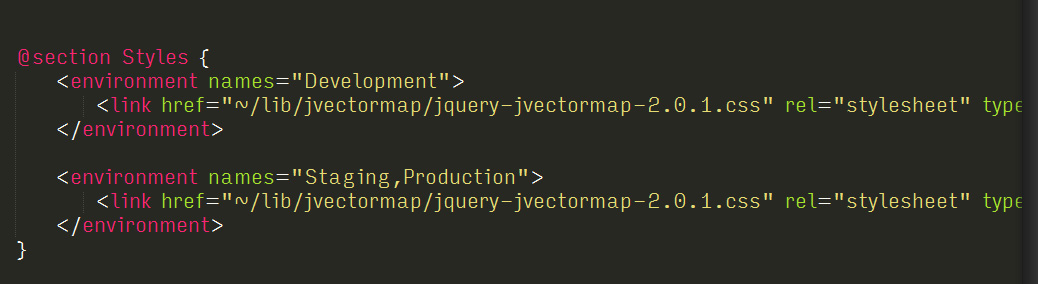 @section Styles {
<environment names="Development">
<link href="~/lib/jvectormap/jquery-jvectormap-2.0.1.css" rel="stylesheet" type
</environment>
<environment names="Staging,Production">
<link href="~/lib/jvectormap/jquery-jvectormap-2.0.1.css" rel="stylesheet" type
</environment>
}